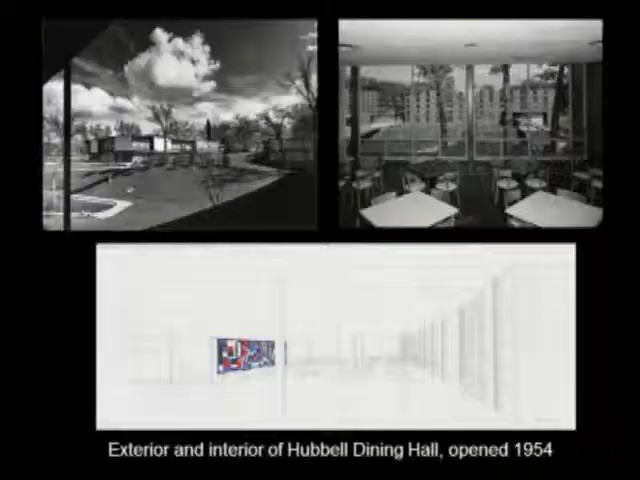 Exterior and interior of Hubbell Dining Hall, opened 1954